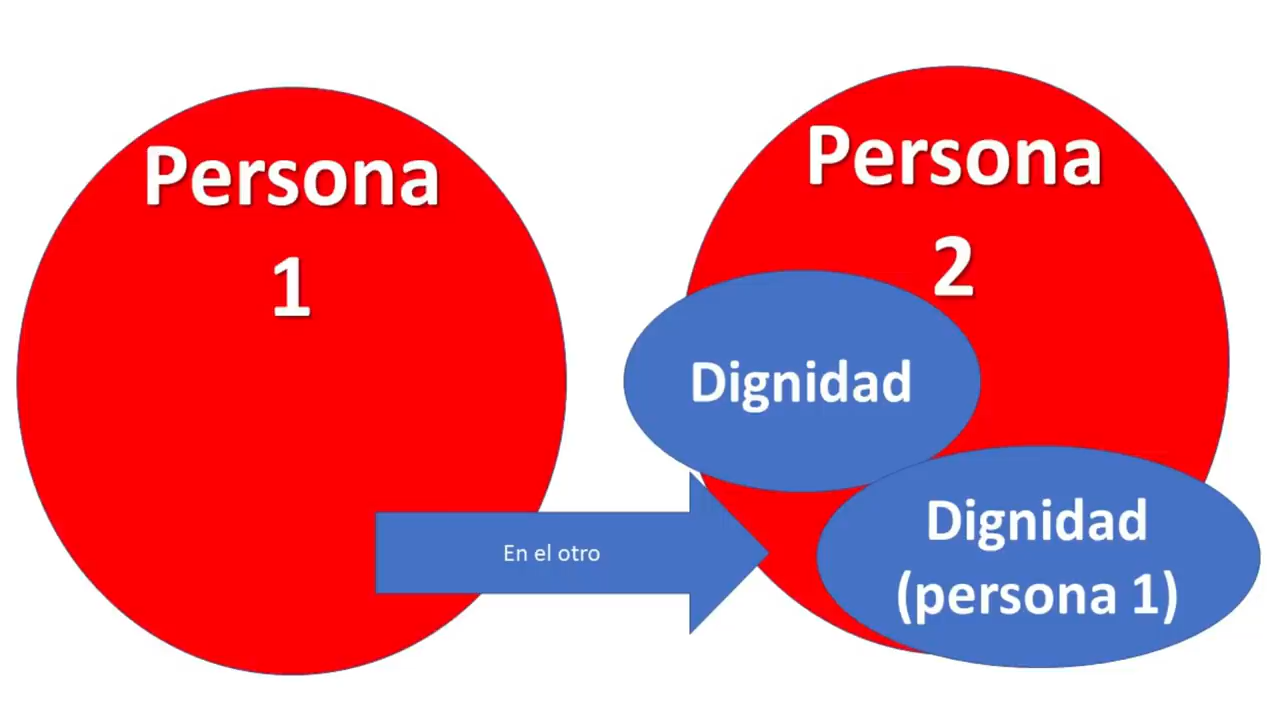 Persona
1
Persona
2
Dignidad
En el otro
Dignidad
(persona 1)